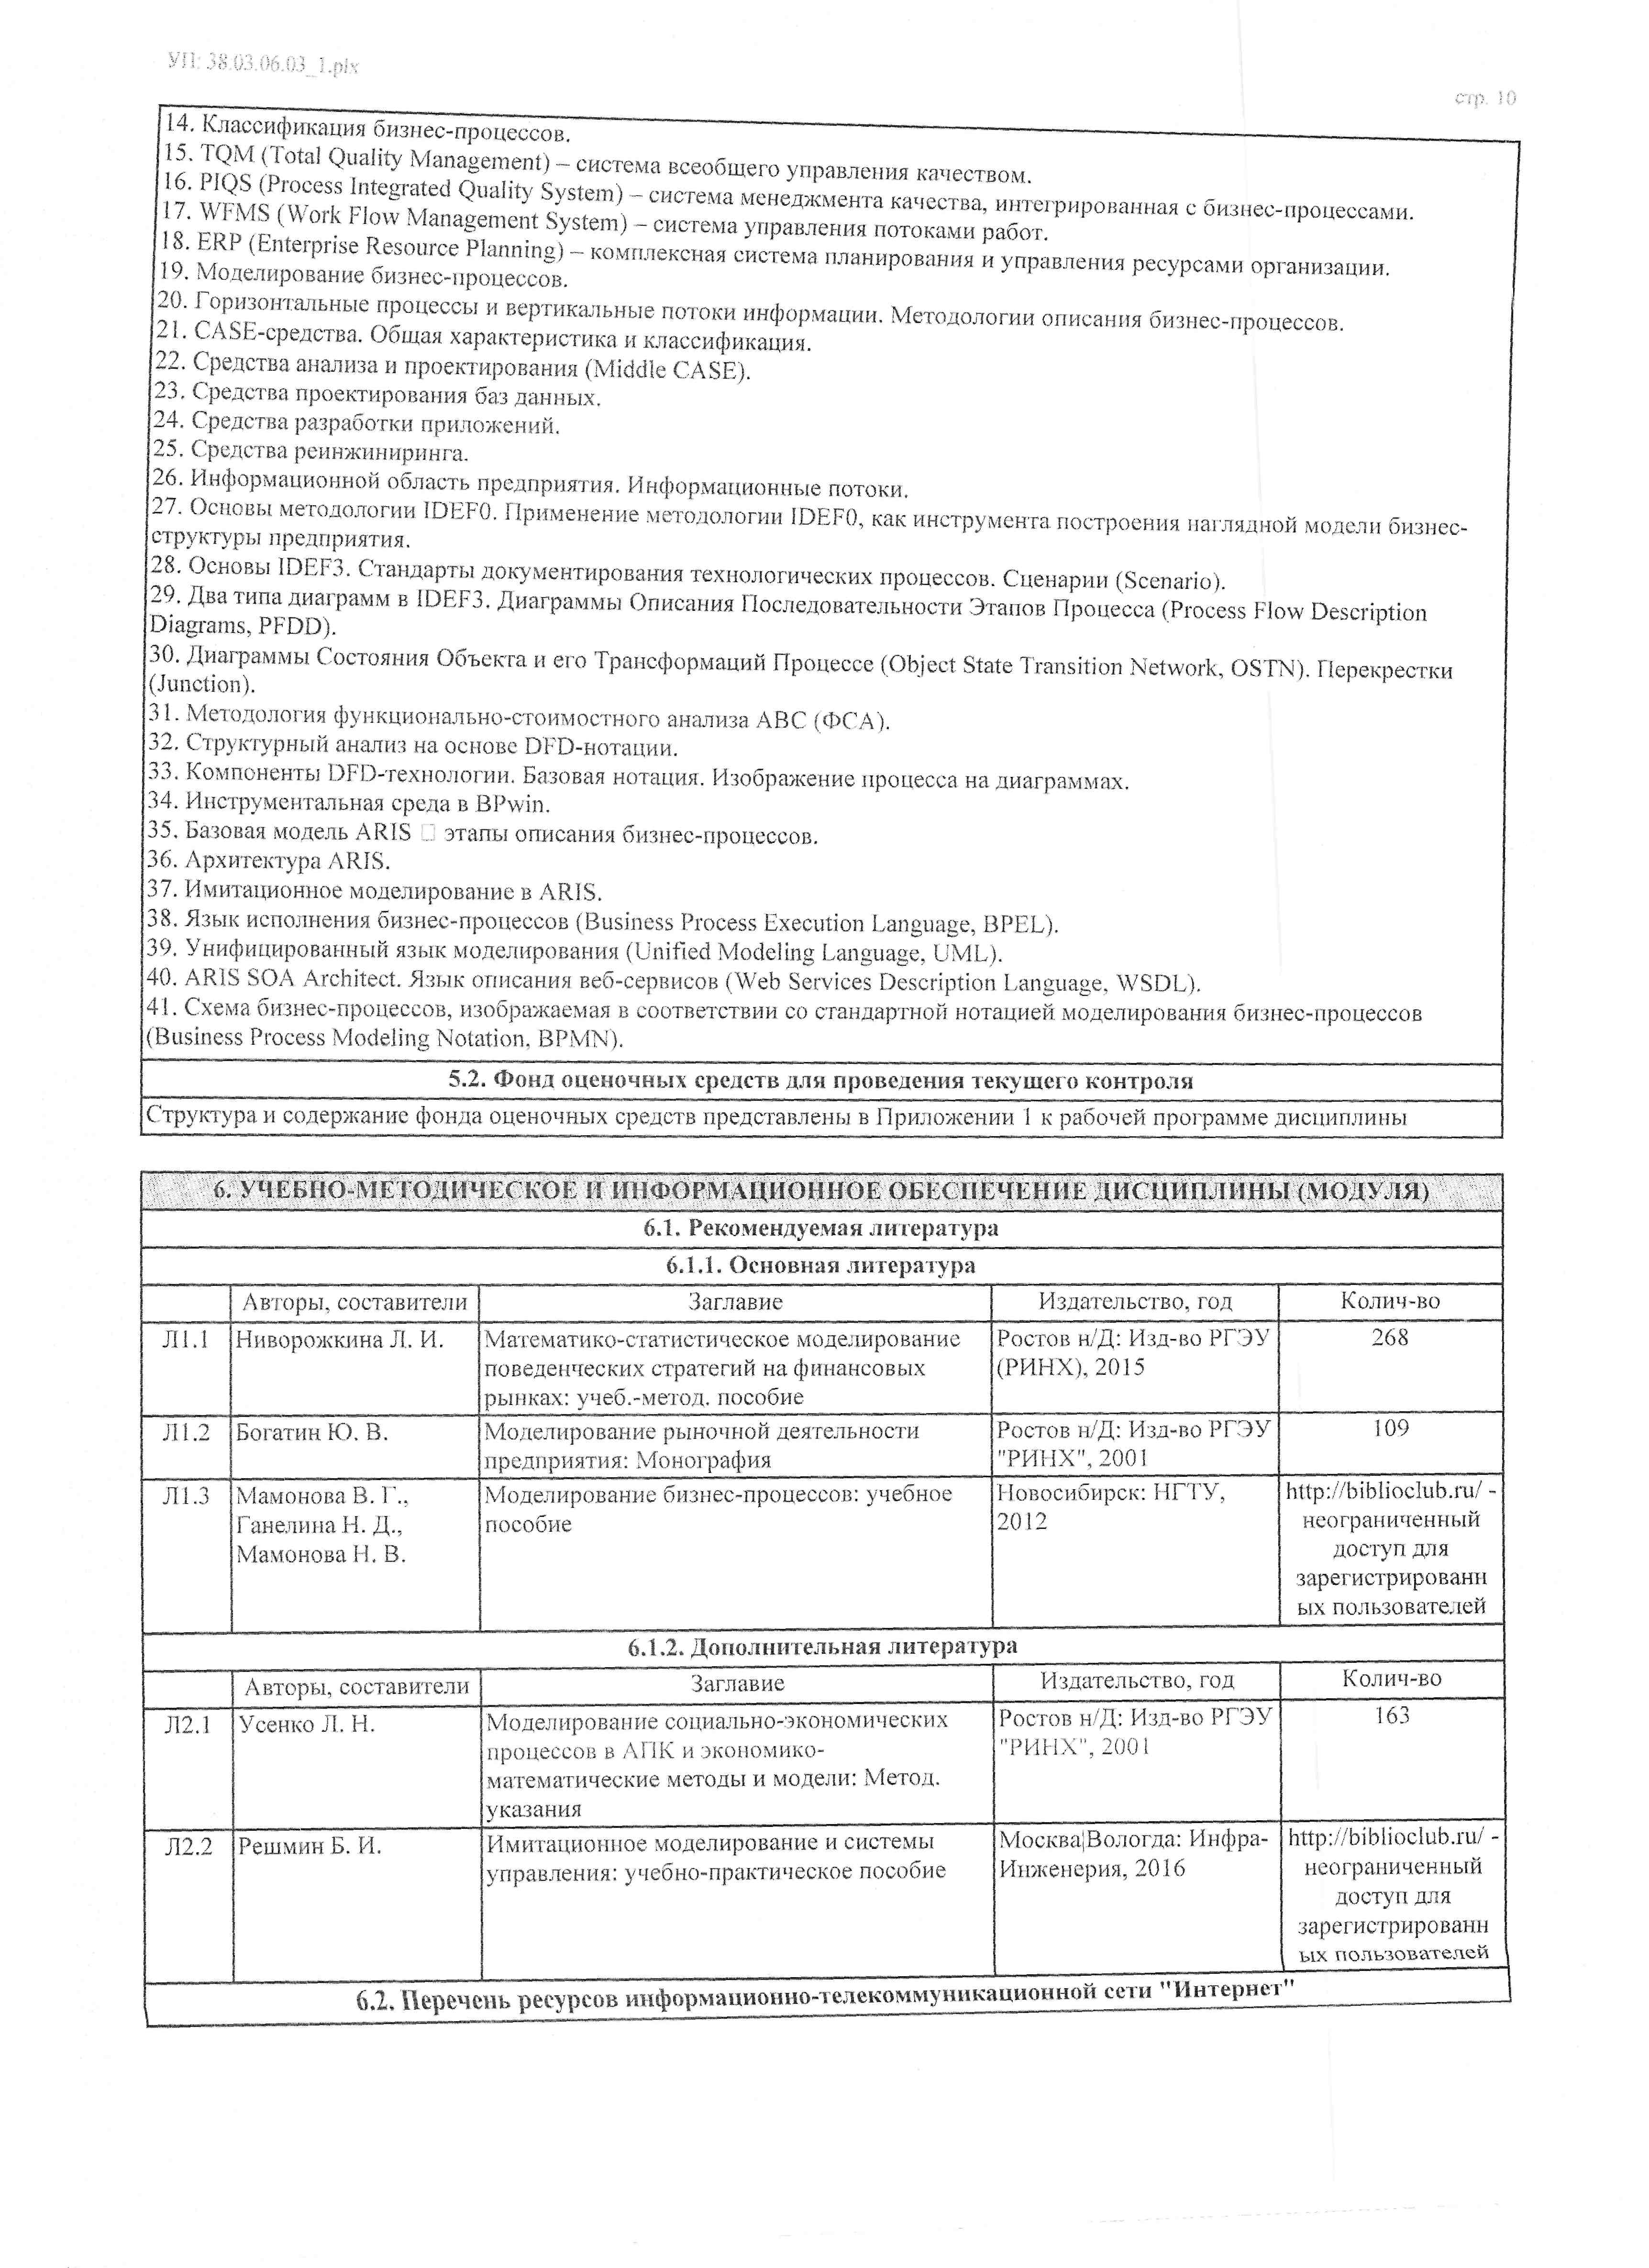 УП: 38.03.06.03_1.plx
стр. 10
14. Классификация бизнес-процессов.
15. TQM (Total Quality Management) – система всеобщего управления качеством.
16. PIQS (Process Integrated Quality System) – система менеджмента качества, интегрированная с бизнес-процессами.
17. WFMS (Work Flow Management System) – система управления потоками работ.
18. ERP (Enterprise Resource Planning) – комплексная система планирования и управления ресурсами организации.
19. Моделирование бизнес-процессов.
20. Горизонтальные процессы и вертикальные потоки информации. Методологии описания бизнес-процессов.
21. CASE-средства. Общая характеристика и классификация.
22. Средства анализа и проектирования (Middle CASE).
23. Средства проектирования баз данных.
24. Средства разработки приложений.
25. Средства реинжиниринга.
26. Информационной область предприятия. Информационные потоки.
27. Основы методологии IDEF0. Применение методологии IDEF0, как инструмента построения наглядной модели бизнес-
структуры предприятия.
28. Основы IDEF3. Стандарты документирования технологических процессов. Сценарии (Scenario).
29. Два типа диаграмм в IDEF3. Диаграммы Описания Последовательности Этапов Процесса (Process Flow Description
Diagrams, PFDD).
30. Диаграммы Состояния Объекта и его Трансформаций Процессе (Object State Transition Network, OSTN). Перекрестки
(Junction).
31. Методология функционально-стоимостного анализа ABC (ФСА).
32. Структурный анализ на основе DFD-нотации.
33. Компоненты DFD-технологии. Базовая нотация. Изображение процесса на диаграммах.
34. Инструментальная среда в BPwin.
35. Базовая модель ARIS □ этапы описания бизнес-процессов.
36. Архитектура ARIS.
37. Имитационное моделирование в ARIS.
38. Язык исполнения бизнес-процессов (Business Process Execution Language, BPEL).
39. Унифицированный язык моделирования (Unified Modeling Language, UML).
40. ARIS SOA Architect. Язык описания веб-сервисов (Web Services Description Language, WSDL).
41. Схема бизнес-процессов, изображаемая в соответствии со стандартной нотацией моделирования бизнес-процессов
(Business Process Modeling Notation, BPMN).
5.2. Фонд оценочных средств для проведения текущего контроля
Структура и содержание фонда оценочных средств представлены в Приложении 1 к рабочей программе дисциплины
6. УЧЕБНО-МЕТОДИЧЕСКОЕ И ИНФОРМАЦИОННОЕ ОБЕСПЕЧЕНИЕ ДИСЦИПЛИНЫ (МОДУЛЯ)
6.1. Рекомендуемая литература
6.1.1. Основная литература
Авторы, составители Заглавие Издательство, год Колич-во
Л1.1 Ниворожкина Л. И. Математико-статистическое моделирование Ростов н/Д: Изд-во РГЭУ 268
поведенческих стратегий на финансовых (РИНХ), 2015
рынках: учеб.-метод. пособие
Л1.2 Богатин Ю. В. Моделирование рыночной деятельности Ростов н/Д: Изд-во РГЭУ 109
предприятия: Монография "РИНХ", 2001
Л1.3 Мамонова В. Г., Моделирование бизнес-процессов: учебное Новосибирск: НГТУ, http://biblioclub.ru/ -
Ганелина Н. Д., пособие 2012 неограниченный
Мамонова Н. В. доступ для
зарегистрированн
ых пользователей
6.1.2. Дополнительная литература
Авторы, составители Заглавие Издательство, год Колич-во
Л2.1 Усенко Л. Н. Моделирование социально-экономических Ростов н/Д: Изд-во РГЭУ 163
процессов в АПК и экономико- "РИНХ", 2001
математические методы и модели: Метод.
указания
Л2.2 Решмин Б. И. Имитационное моделирование и системы Москва|Вологда: Инфра- http://biblioclub.ru/ -
управления: учебно-практическое пособие Инженерия, 2016 неограниченный
доступ для
зарегистрированн
ых пользователей
6.2. Перечень ресурсов информационно-телекоммуникационной сети "Интернет"